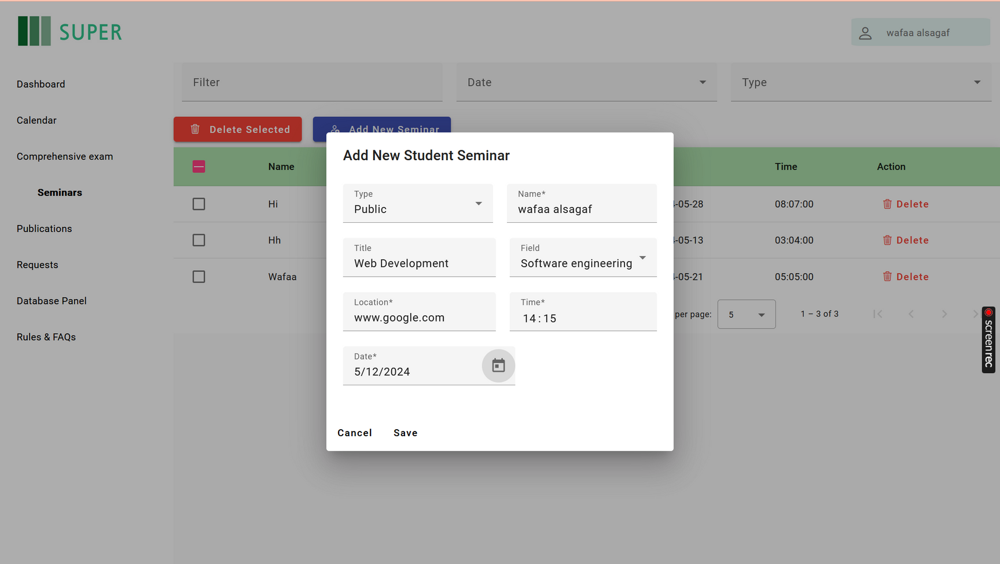 SUPER
wafaa alsagaf
Dashboard
Calendar
Comprehensive exam
Seminars
Publications
Requests
Database Panel
Rules & FAQs
Filter
Date
Type
Delete Selected
Add New Seminar
Name
Time
Action
Hi
-05-28
08:07:00
Delete
Hh
-05-13
03:04:00
Delete
Wafaa
-05-21
05:05:00
Delete
per page:
5
1 – 3 of 3
Add New Student Seminar
Type
Public
Name*
wafaa alsagaf
Title
Web Development
Field
Software engineering
Location*
www.google.com
Time*
14:15
Date*
5/12/2024
Cancel
Save
screenrec